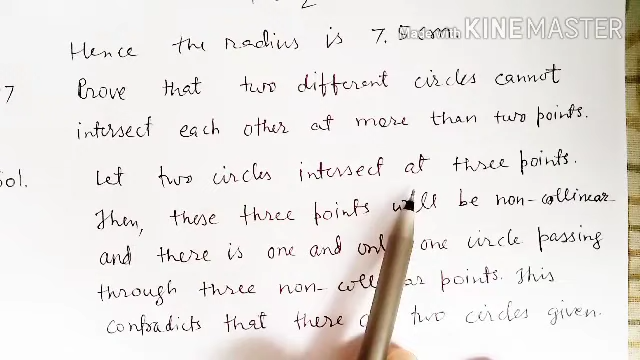 2
Hence the radius is 7.5 cm
Made with KINEMASTER
7 Prove that two different circles cannot
intersect each other at more than two points.
Sol. Let two circles intersect at three points.
Then, these three points will be non-collinear
and there is one and only one circle passing
through three non-collinear points. This
contradicts that there two circles given.